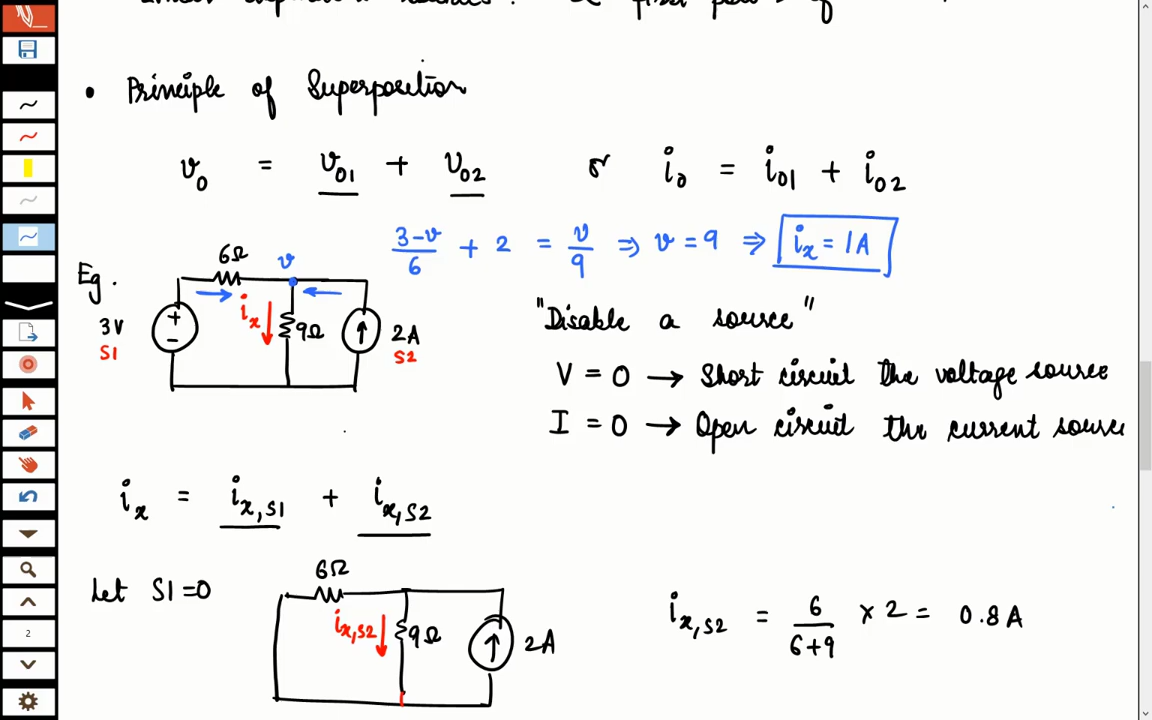 • Principle of Superposition
v₀ = v₀₁ + v₀₂ or i₀ = i₀₁ + i₀₂
(3-v)/6 + 2 = v/9 ⇒ v = 9 ⇒ iₓ = 1A
Eg.
6Ω v
iₓ
3V 9Ω 2A
S1 S2
"Disable a source"
V = 0 → Short circuit the voltage source
I = 0 → Open circuit the current source
iₓ = iₓ,S1 + iₓ,S2
Let S1=0
6Ω
iₓ,S2 9Ω 2A
iₓ,S2 = 6/(6+9) × 2 = 0.8 A
2